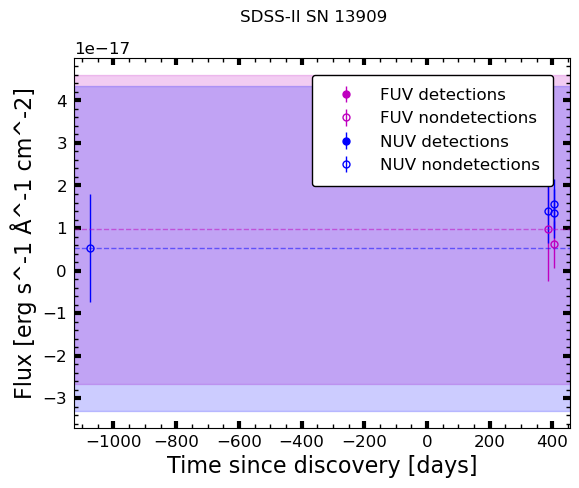 SDSS-II SN 13909
1e−17
FUV detections
FUV nondetections
NUV detections
NUV nondetections
4
3
2
1
0
−1
−2
−3
Flux [erg s^-1 Å^-1 cm^-2]
−1000 −800 −600 −400 −200 0 200 400
Time since discovery [days]